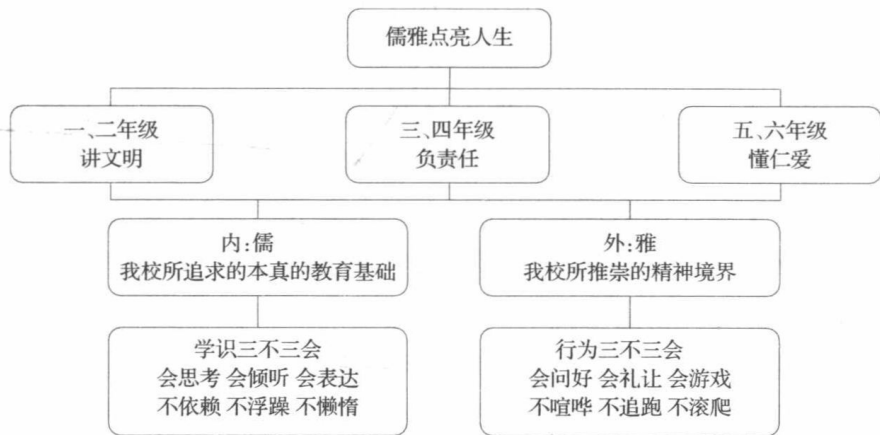 儒雅点亮人生
一、二年级
讲文明
三、四年级
负责任
五、六年级
懂仁爱
内:儒
我校所追求的本真的教育基础
外:雅
我校所推崇的精神境界
学识三不三会
会思考 会倾听 会表达
不依赖 不浮躁 不懒惰
行为三不三会
会问好 会礼让 会游戏
不喧哗 不追跑 不滚爬